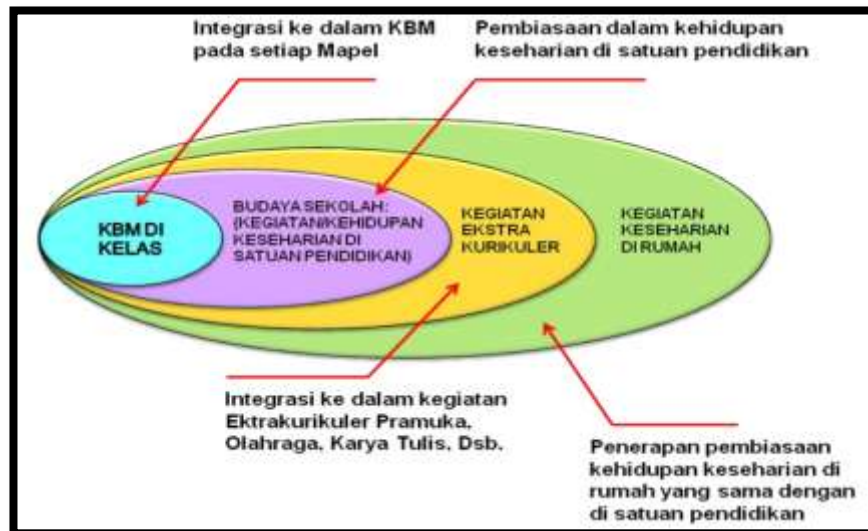 Integrasi ke dalam KBM
pada setiap Mapel
Pembiasaan dalam kehidupan
keseharian di satuan pendidikan
KBM DI
KELAS
BUDAYA SEKOLAH:
(KEGIATAN/KEHIDUPAN
KESEHARIAN DI
SATUAN PENDIDIKAN)
KEGIATAN
EKSTRA
KURIKULER
KEGIATAN
KESEHARIAN
DI RUMAH
Integrasi ke dalam kegiatan
Ektrakurikuler Pramuka,
Olahraga, Karya Tulis, Dsb.
Penerapan pembiasaan
kehidupan keseharian di
rumah yang sama dengan
di satuan pendidikan